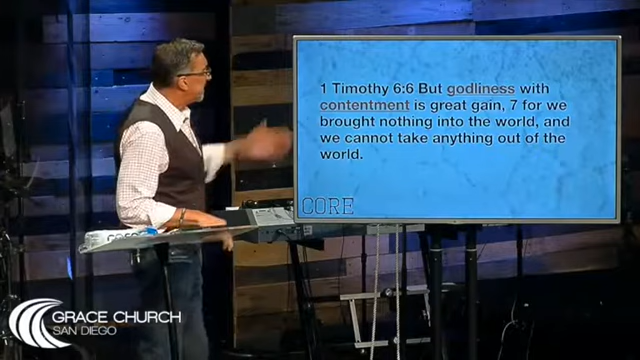 1 Timothy 6:6 But godliness with
contentment is great gain, 7 for we
brought nothing into the world, and
we cannot take anything out of the
world.
CORE
GRACE CHURCH
SAN DIEGO